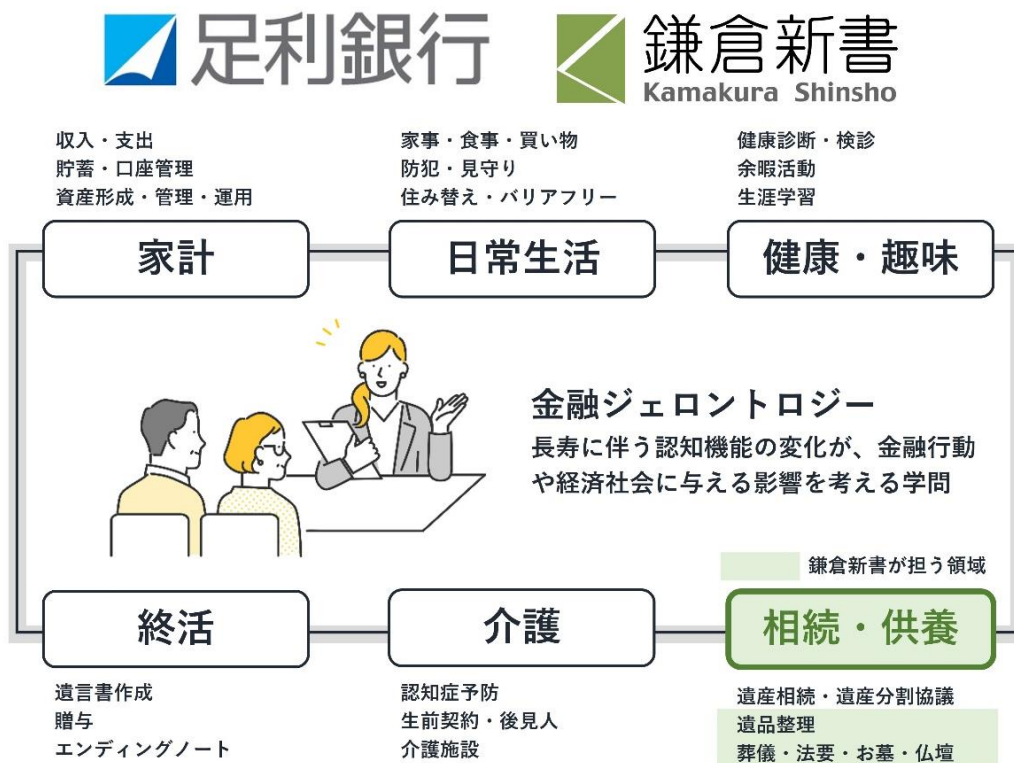 足利銀行
鎌倉新書
Kamakura Shinsho
収入・支出
貯蓄・口座管理
資産形成・管理・運用
家計
家事・食事・買い物
防犯・見守り
住み替え・バリアフリー
日常生活
健康診断・検診
余暇活動
生涯学習
健康・趣味
金融ジェロントロジー
長寿に伴う認知機能の変化が、金融行動
や経済社会に与える影響を考える学問
鎌倉新書が担う領域
終活
遺言書作成
贈与
エンディングノート
介護
認知症予防
生前契約・後見人
介護施設
相続・供養
遺産相続・遺産分割協議
遺品整理
葬儀・法要・お墓・仏壇